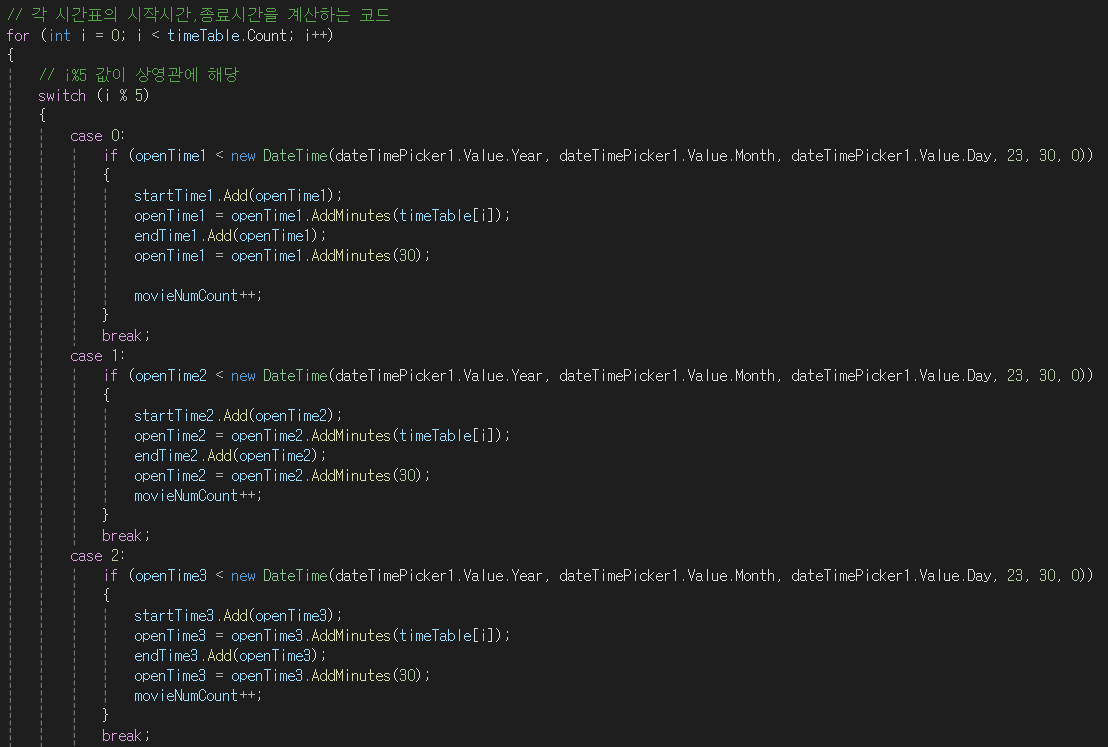 // 각 시간표의 시작시간,종료시간을 계산하는 코드
for (int i = 0; i < timeTable.Count; i++)
{
// i%5 값이 상영관에 해당
switch (i % 5)
{
case 0:
if (openTime1 < new DateTime(dateTimePicker1.Value.Year, dateTimePicker1.Value.Month, dateTimePicker1.Value.Day, 23, 30, 0))
{
startTime1.Add(openTime1);
openTime1 = openTime1.AddMinutes(timeTable[i]);
endTime1.Add(openTime1);
openTime1 = openTime1.AddMinutes(30);
movieNumCount++;
}
break;
case 1:
if (openTime2 < new DateTime(dateTimePicker1.Value.Year, dateTimePicker1.Value.Month, dateTimePicker1.Value.Day, 23, 30, 0))
{
startTime2.Add(openTime2);
openTime2 = openTime2.AddMinutes(timeTable[i]);
endTime2.Add(openTime2);
openTime2 = openTime2.AddMinutes(30);
movieNumCount++;
}
break;
case 2:
if (openTime3 < new DateTime(dateTimePicker1.Value.Year, dateTimePicker1.Value.Month, dateTimePicker1.Value.Day, 23, 30, 0))
{
startTime3.Add(openTime3);
openTime3 = openTime3.AddMinutes(timeTable[i]);
endTime3.Add(openTime3);
openTime3 = openTime3.AddMinutes(30);
movieNumCount++;
}
break;